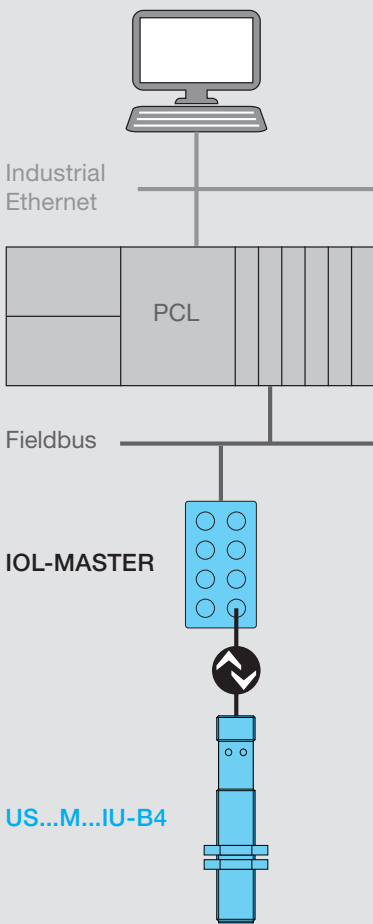 Industrial
Ethernet
PCL
Fieldbus
IOL-MASTER
US...M...IU-B4